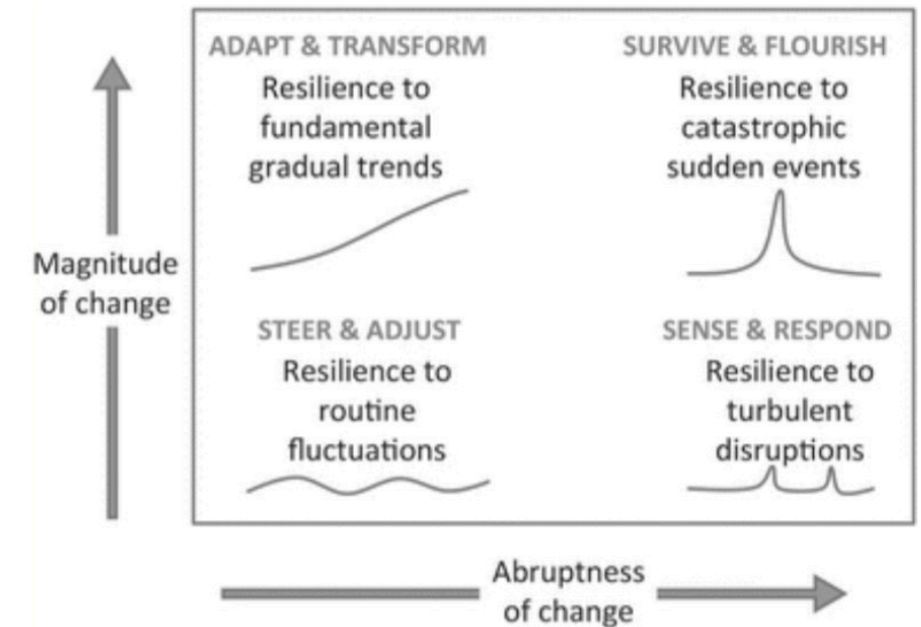 ADAPT & TRANSFORM
Resilience to
fundamental
gradual trends
SURVIVE & FLOURISH
Resilience to
catastrophic
sudden events
Magnitude
of change
STEER & ADJUST
Resilience to
routine
fluctuations
SENSE & RESPOND
Resilience to
turbulent
disruptions
Abruptness
of change